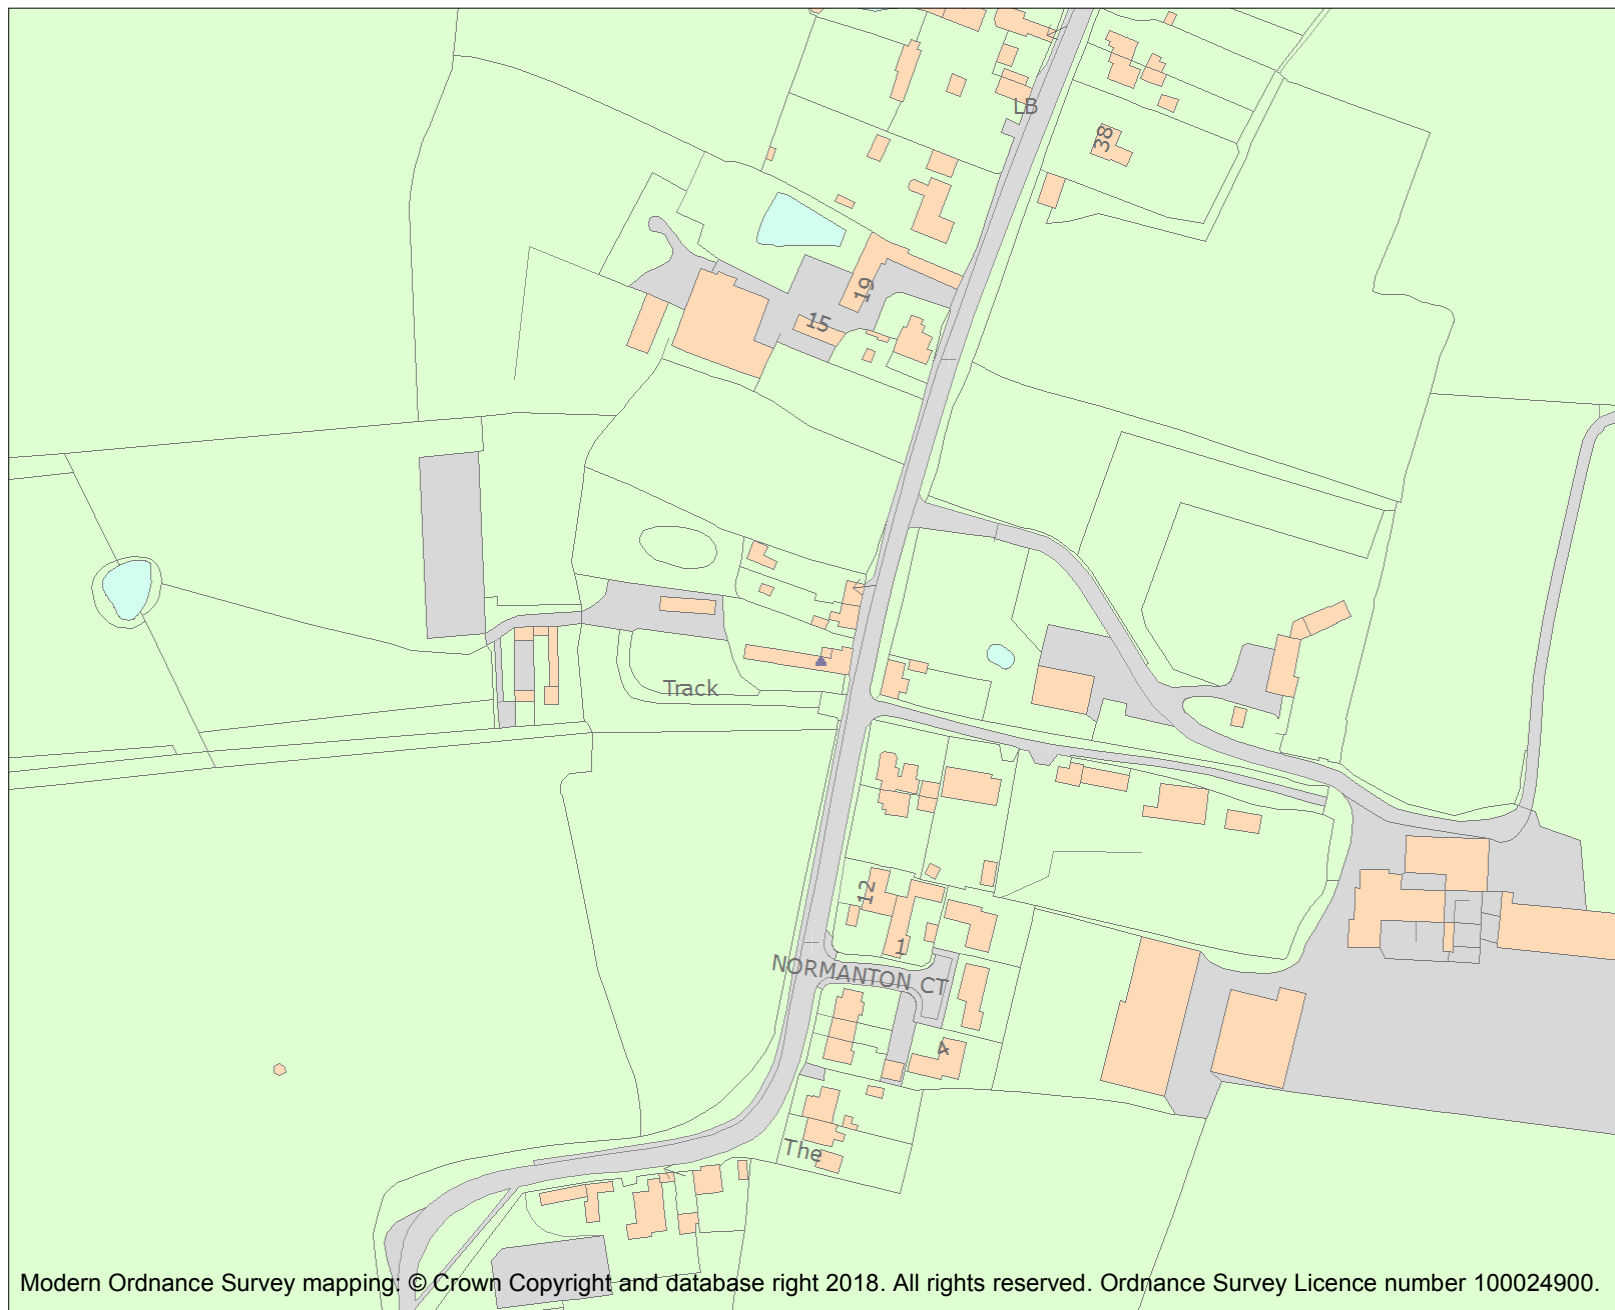 LB
38
19
15
Track
12
1
NORMANTON CT
4
The
Modern Ordnance Survey mapping: © Crown Copyright and database right 2018. All rights reserved. Ordnance Survey Licence number 100024900.